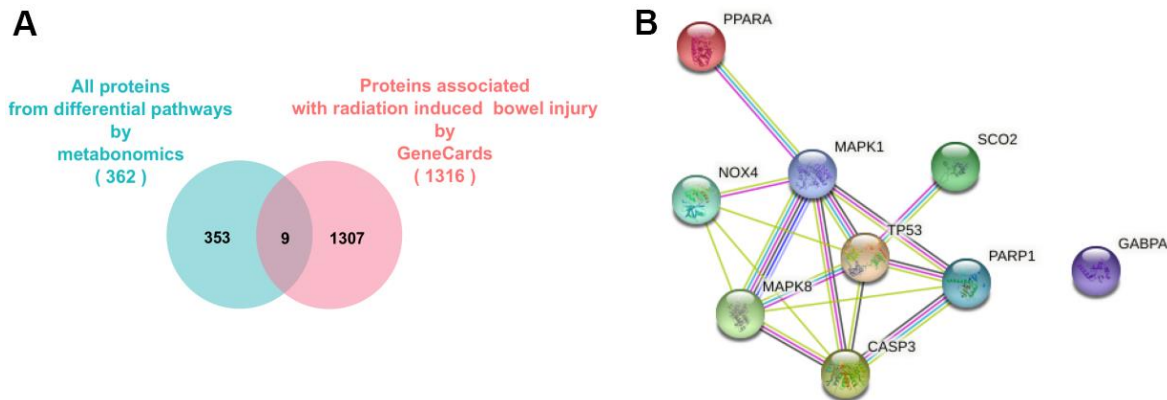 A
All proteins
from differential pathways
by
metabonomics
( 362 )
Proteins associated
with radiation induced bowel injury
by
GeneCards
( 1316 )
353
9
1307
B
PPARA
MAPK1
SCO2
NOX4
TP53
PARP1
GABPA
MAPK8
CASP3